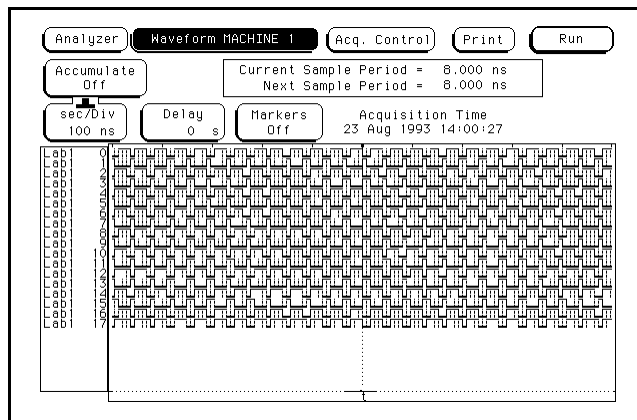 Analyzer Waveform MACHINE 1 Acq. Control Print Run
Accumulate Off
Current Sample Period = 8.000 ns
Next Sample Period = 8.000 ns
sec/Div 100 ns
Delay 0 s
Markers Off
Acquisition Time
23 Aug 1993 14:00:27
Lab1 0
Lab1 1
Lab1 2
Lab1 3
Lab1 4
Lab1 5
Lab1 6
Lab1 7
Lab1 8
Lab1 9
Lab1 10
Lab1 11
Lab1 12
Lab1 13
Lab1 14
Lab1 15
Lab1 16
Lab1 17
t